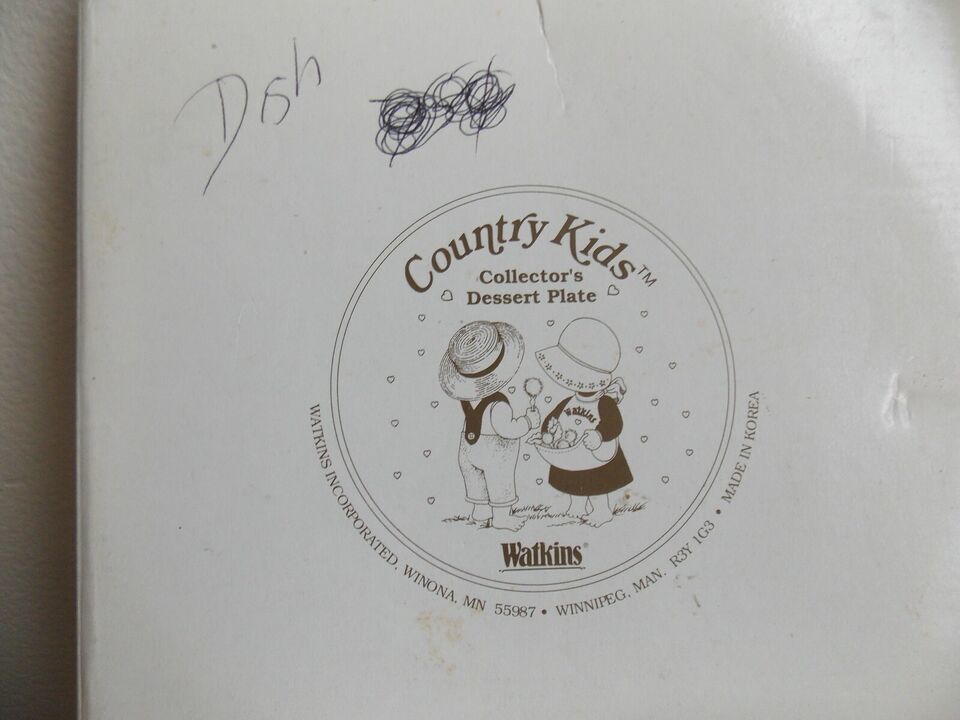 Dish
Country Kids™
Collector's
Dessert Plate
Watkins
Watkins®
WATKINS INCORPORATED, WINONA, MN 55987 • WINNIPEG, MAN. R3Y 1G3 • MADE IN KOREA